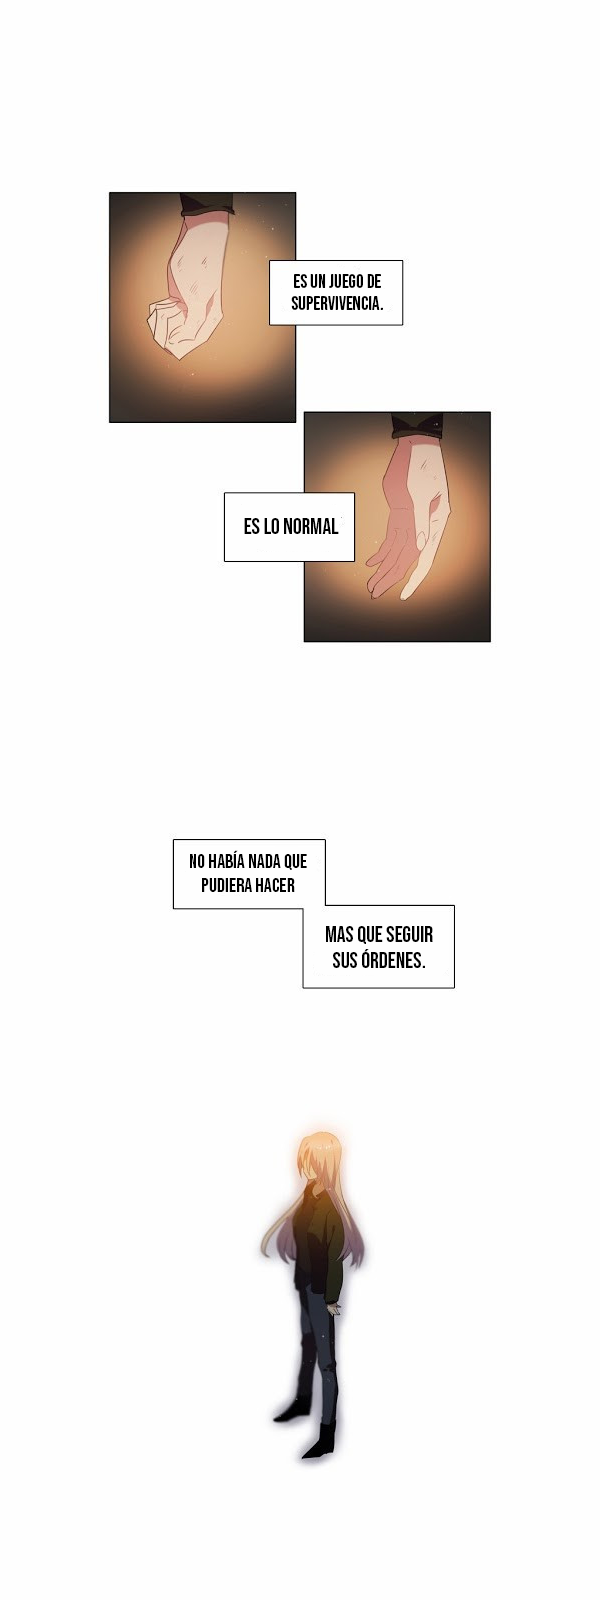 ES UN JUEGO DE
SUPERVIVENCIA.
ES LO NORMAL
NO HABÍA NADA QUE
PUDIERA HACER
MAS QUE SEGUIR
SUS ÓRDENES.